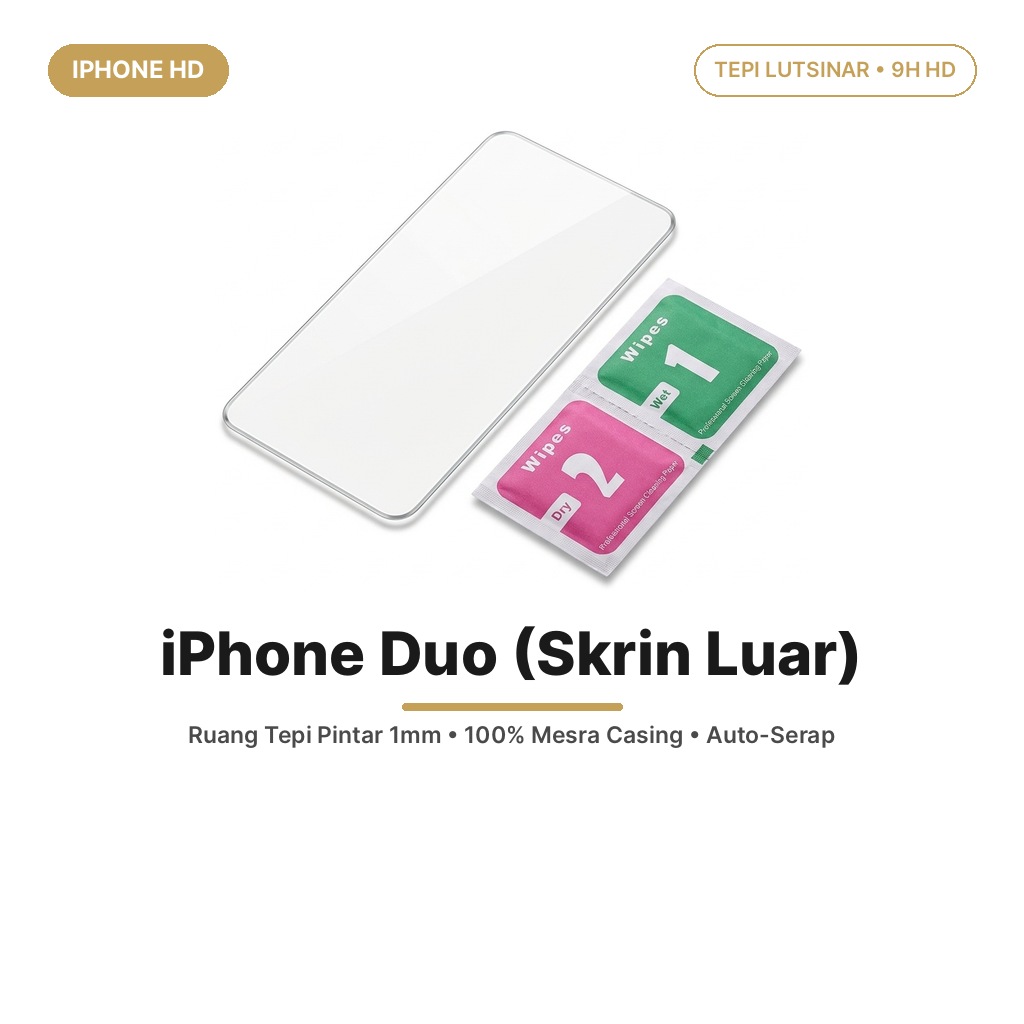 IPHONE HD
TEPI LUTSINAR • 9H HD
Wipes
1
Wet
Professional Screen Cleaning Paper
Wipes
2
Dry
Professional Screen Cleaning Paper
iPhone Duo (Skrin Luar)
Ruang Tepi Pintar 1mm • 100% Mesra Casing • Auto-Serap